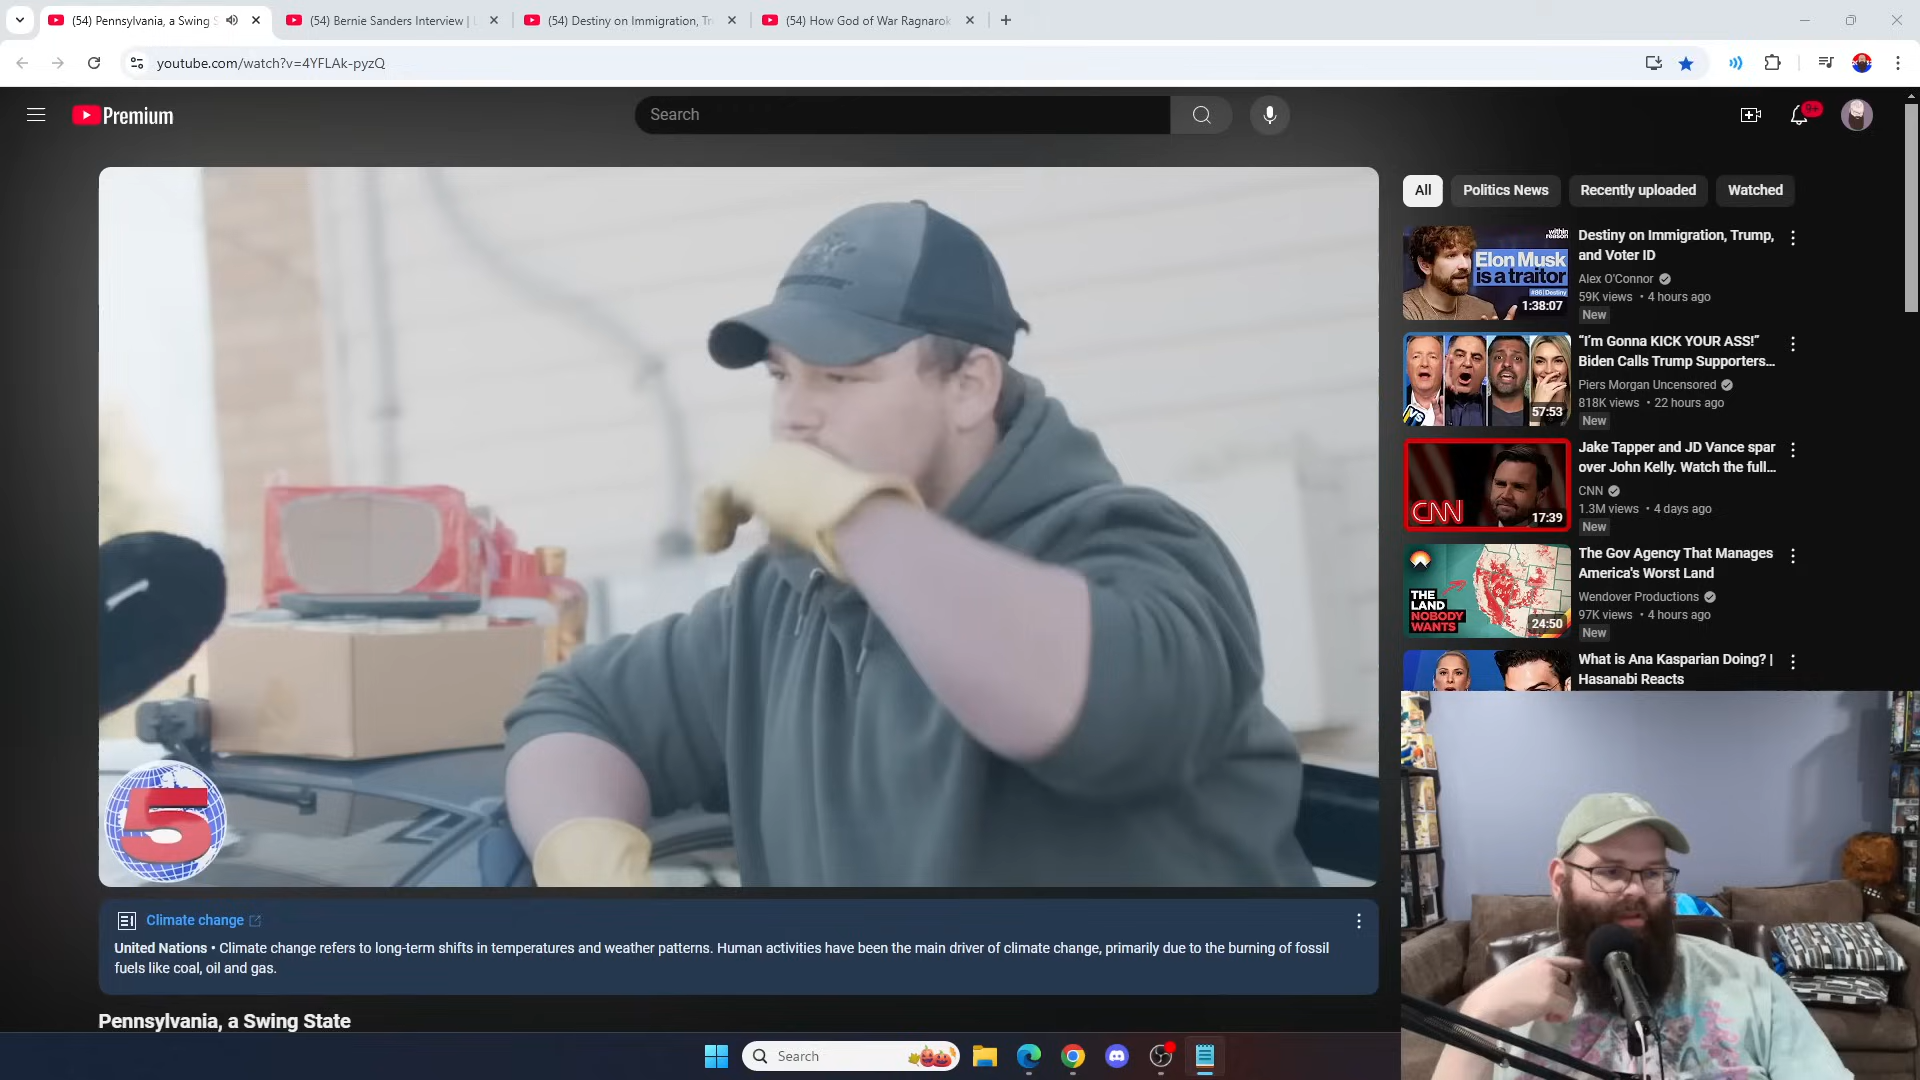 (54) Pennsylvania, a Swing S
(54) Bernie Sanders Interview | L
(54) Destiny on Immigration, Tr
(54) How God of War Ragnarok
youtube.com/watch?v=4YFLAk-pyzQ
Premium
Search
9+
All
Politics News
Recently uploaded
Watched
within
reason
Elon Musk
is a traitor
1:38:07
Destiny on Immigration, Trump,
and Voter ID
Alex O'Connor
59K views • 4 hours ago
New
57:53
“I’m Gonna KICK YOUR ASS!”
Biden Calls Trump Supporters...
Piers Morgan Uncensored
818K views • 22 hours ago
New
CNN
17:39
Jake Tapper and JD Vance spar
over John Kelly. Watch the full...
CNN
1.3M views • 4 days ago
New
THE
LAND
NOBODY
WANTS
24:50
The Gov Agency That Manages
America's Worst Land
Wendover Productions
97K views • 4 hours ago
New
What is Ana Kasparian Doing? |
Hasanabi Reacts
5
Climate change
United Nations • Climate change refers to long-term shifts in temperatures and weather patterns. Human activities have been the main driver of climate change, primarily due to the burning of fossil
fuels like coal, oil and gas.
Pennsylvania, a Swing State
Search